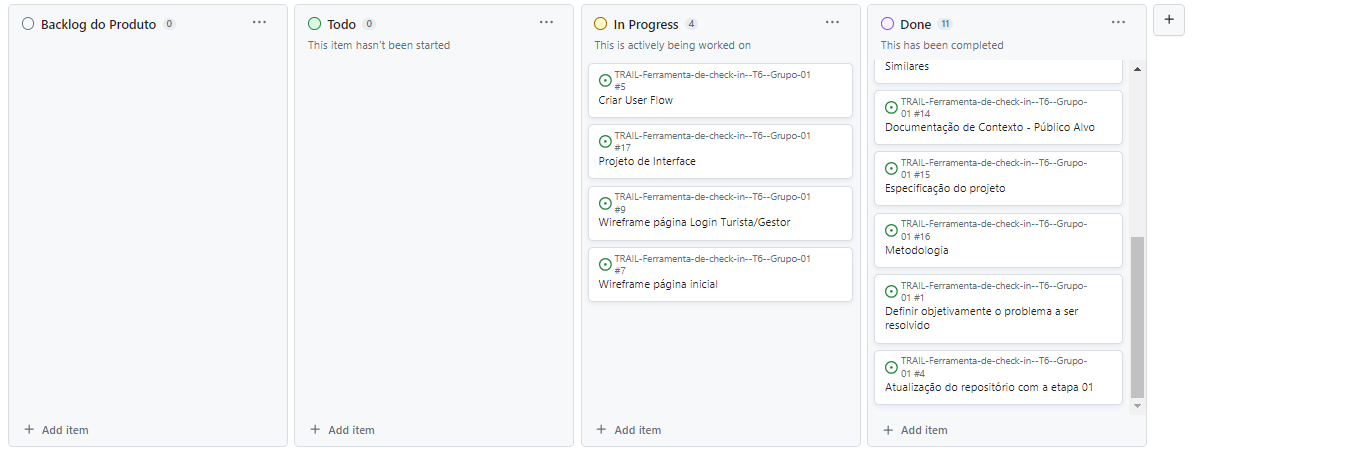 Backlog do Produto 0
Add item
Todo 0
This item hasn't been started
Add item
In Progress 4
This is actively being worked on
TRAIL-Ferramenta-de-check-in--T6--Grupo-01
#5
Criar User Flow
TRAIL-Ferramenta-de-check-in--T6--Grupo-01
#17
Projeto de Interface
TRAIL-Ferramenta-de-check-in--T6--Grupo-01
#9
Wireframe página Login Turista/Gestor
TRAIL-Ferramenta-de-check-in--T6--Grupo-01
#7
Wireframe página inicial
Add item
Done 11
This has been completed
Similares
TRAIL-Ferramenta-de-check-in--T6--Grupo-
01 #14
Documentação de Contexto - Público Alvo
TRAIL-Ferramenta-de-check-in--T6--Grupo-
01 #15
Especificação do projeto
TRAIL-Ferramenta-de-check-in--T6--Grupo-
01 #16
Metodologia
TRAIL-Ferramenta-de-check-in--T6--Grupo-
01 #1
Definir objetivamente o problema a ser
resolvido
TRAIL-Ferramenta-de-check-in--T6--Grupo-
01 #4
Atualização do repositório com a etapa 01
Add item